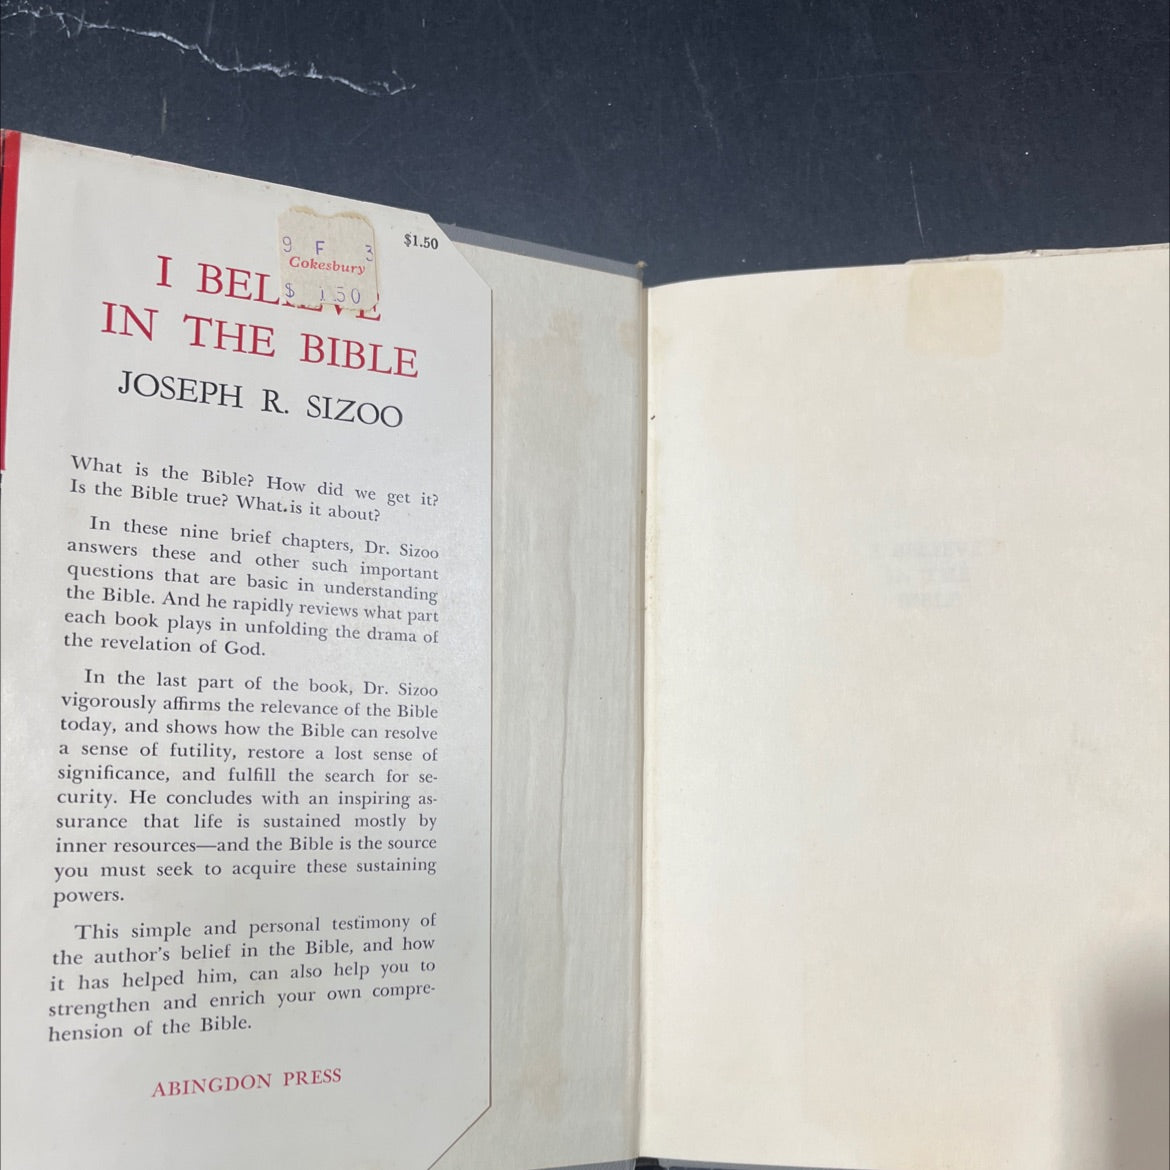 $1.50
9 F 3
Cokesbury
$ 1.50
I BELIEVE
IN THE BIBLE
JOSEPH R. SIZOO
What is the Bible? How did we get it?
Is the Bible true? What is it about?
In these nine brief chapters, Dr. Sizoo
answers these and other such important
questions that are basic in understanding
the Bible. And he rapidly reviews what part
each book plays in unfolding the drama of
the revelation of God.
In the last part of the book, Dr. Sizoo
vigorously affirms the relevance of the Bible
today, and shows how the Bible can resolve
a sense of futility, restore a lost sense of
significance, and fulfill the search for se-
curity. He concludes with an inspiring as-
surance that life is sustained mostly by
inner resources—and the Bible is the source
you must seek to acquire these sustaining
powers.
This simple and personal testimony of
the author's belief in the Bible, and how
it has helped him, can also help you to
strengthen and enrich your own compre-
hension of the Bible.
ABINGDON PRESS